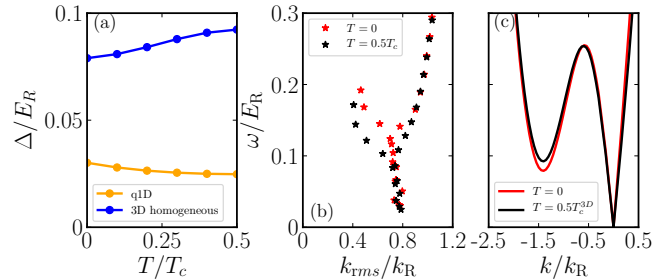 (a)
0.1
0.05
0
Δ/E_R
q1D
3D homogeneous
0 0.1 0.2 0.3 0.4 0.5
T/T_c
T = 0
T = 0.5T_c
0.3
0.2
0.1
0
ω/E_R
(b)
0 0.4 0.8 1.2
k_rms/k_R
(c)
T = 0
T = 0.5T_c^{3D}
-2.5 -1.5 -0.5 0.5
k/k_R